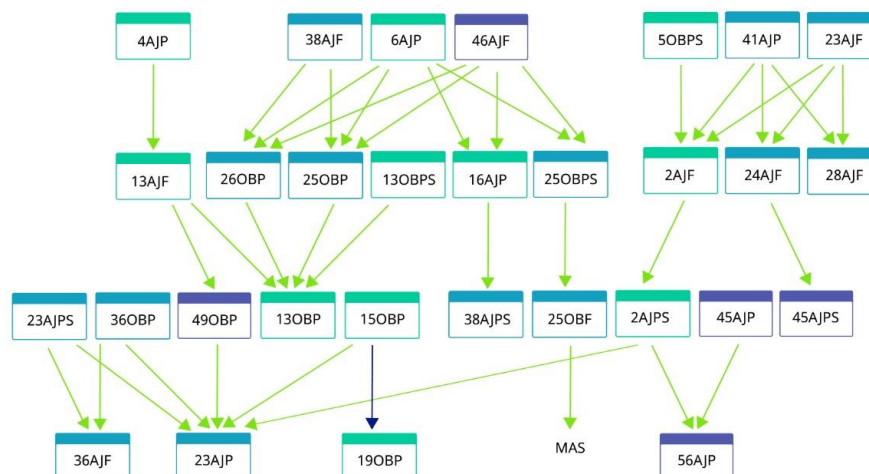 4AJP
38AJF
6AJP
46AJF
5OBPS
41AJP
23AJF
13AJF
26OBP
25OBP
13OBPS
16AJP
25OBPS
2AJF
24AJF
28AJF
23AJPS
36OBP
49OBP
13OBP
15OBP
38AJPS
25OBF
2AJPS
45AJP
45AJPS
36AJF
23AJP
19OBP
MAS
56AJP